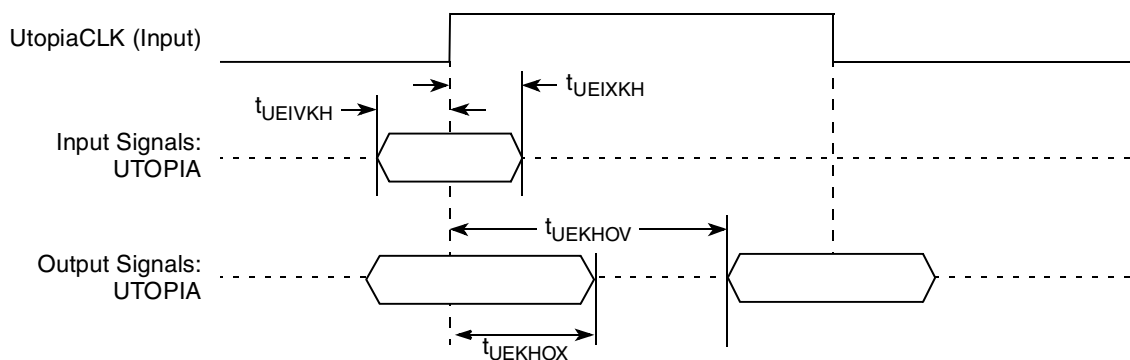 UtopiaCLK (Input)
tUEIXKH
tUEIVKH
Input Signals:
UTOPIA
tUEKHOV
Output Signals:
UTOPIA
tUEKHOX